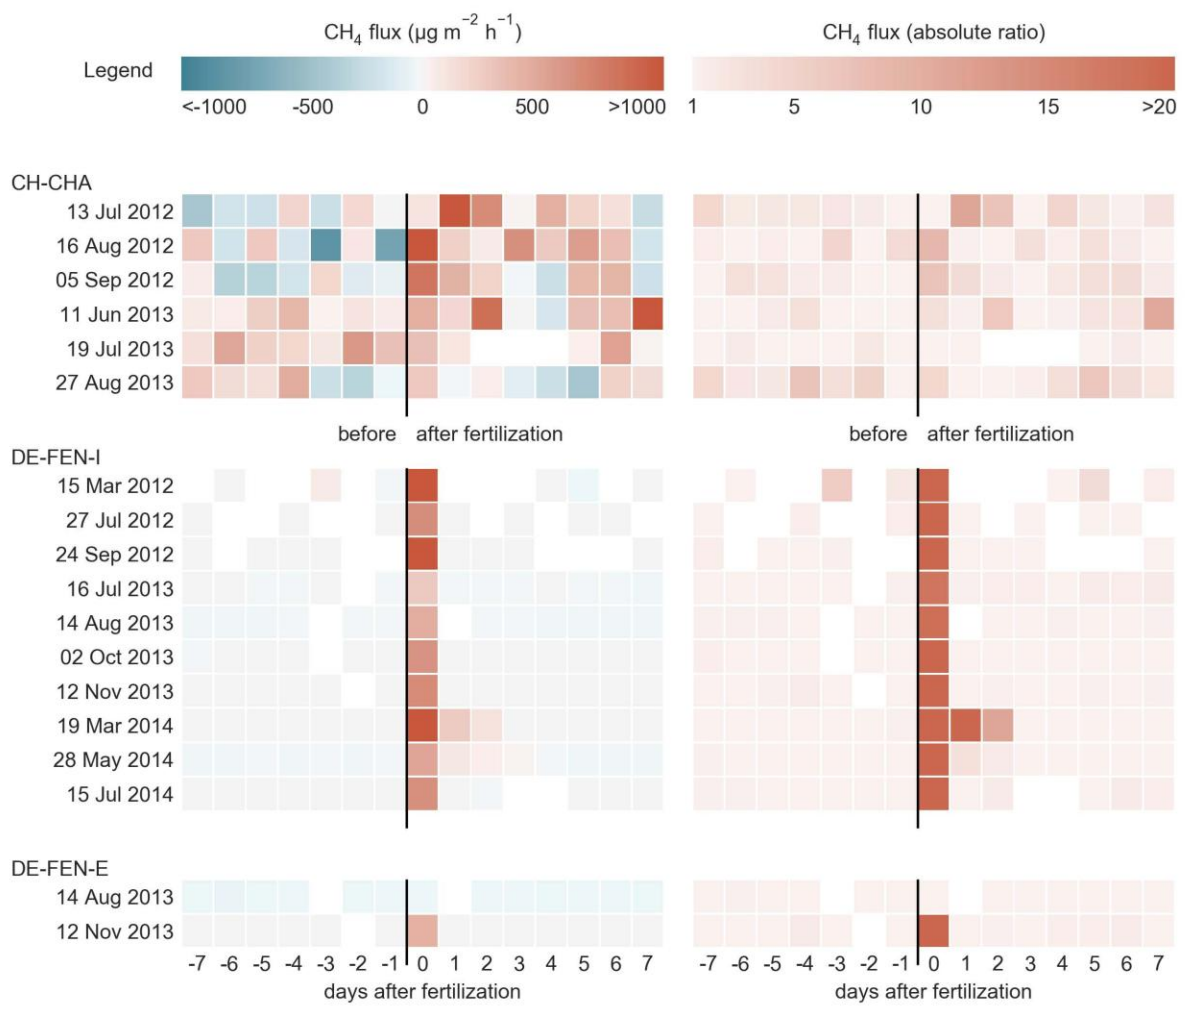 CH₄ flux (µg m⁻² h⁻¹) CH₄ flux (absolute ratio)
Legend
<-1000 -500 0 500 >1000 1 5 10 15 >20
CH-CHA
13 Jul 2012
16 Aug 2012
05 Sep 2012
11 Jun 2013
19 Jul 2013
27 Aug 2013
before after fertilization before after fertilization
DE-FEN-I
15 Mar 2012
27 Jul 2012
24 Sep 2012
16 Jul 2013
14 Aug 2013
02 Oct 2013
12 Nov 2013
19 Mar 2014
28 May 2014
15 Jul 2014
DE-FEN-E
14 Aug 2013
12 Nov 2013
-7 -6 -5 -4 -3 -2 -1 0 1 2 3 4 5 6 7 -7 -6 -5 -4 -3 -2 -1 0 1 2 3 4 5 6 7
days after fertilization days after fertilization